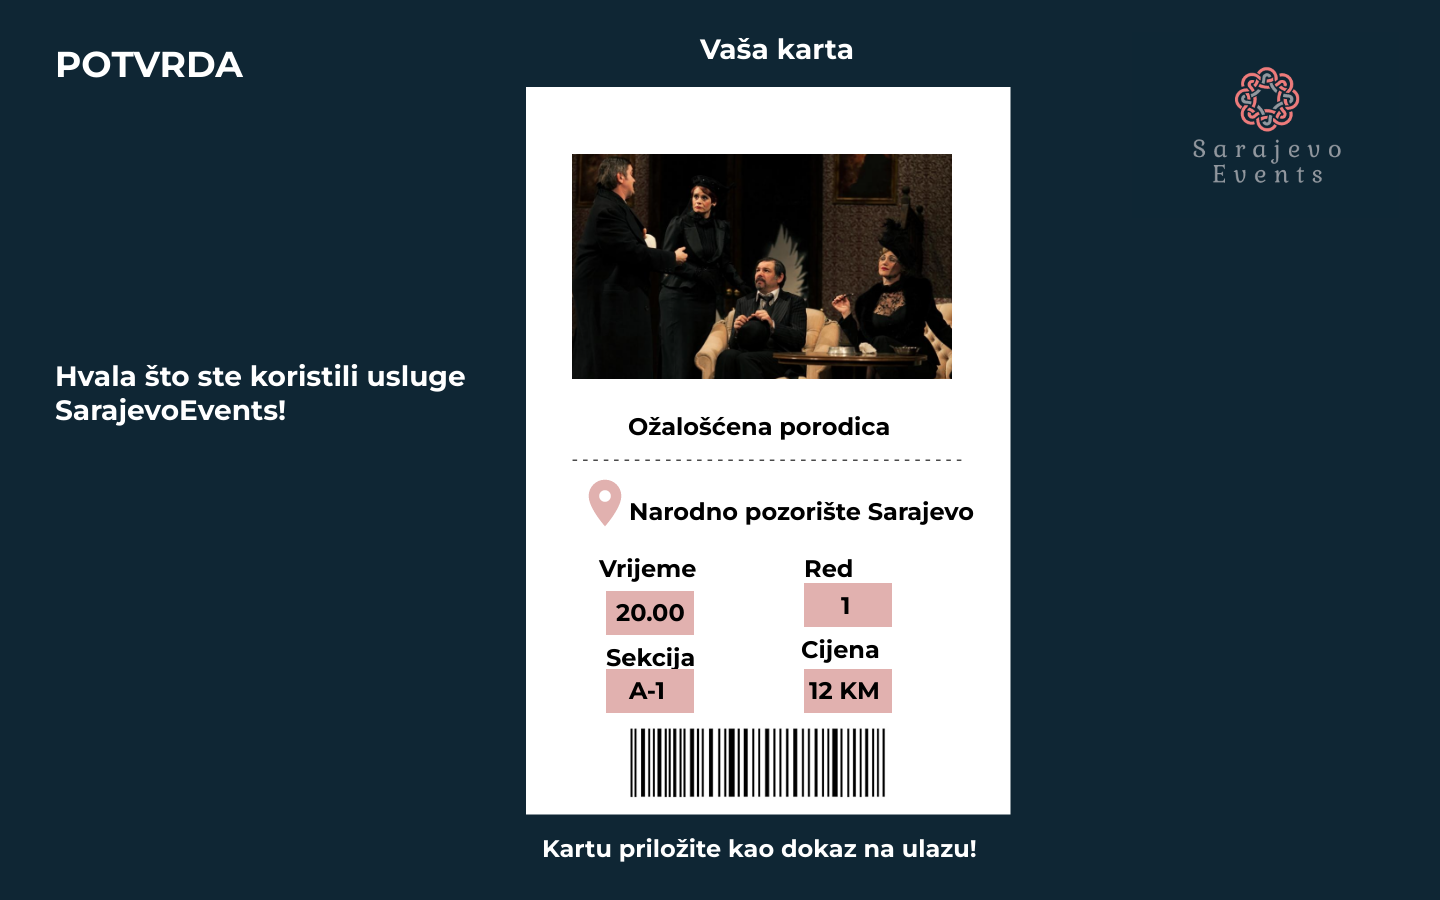 POTVRDA
Vaša karta
Sarajevo
Events
Hvala što ste koristili usluge
SarajevoEvents!
Ožalošćena porodica
Narodno pozorište Sarajevo
Vrijeme
Red
20.00
1
Sekcija
Cijena
A-1
12 KM
Kartu priložite kao dokaz na ulazu!